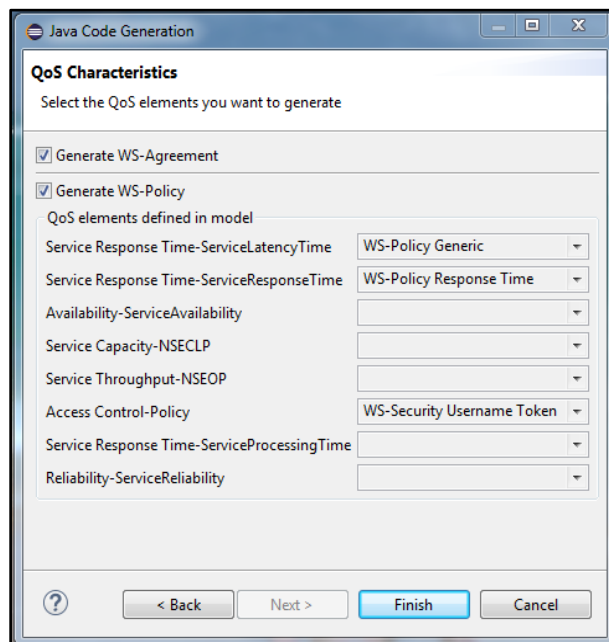 Java Code Generation
QoS Characteristics
Select the QoS elements you want to generate
Generate WS-Agreement
Generate WS-Policy
QoS elements defined in model
Service Response Time-ServiceLatencyTime WS-Policy Generic
Service Response Time-ServiceResponseTime WS-Policy Response Time
Availability-ServiceAvailability
Service Capacity-NSECLP
Service Throughput-NSEOP
Access Control-Policy WS-Security Username Token
Service Response Time-ServiceProcessingTime
Reliability-ServiceReliability
? < Back Next > Finish Cancel